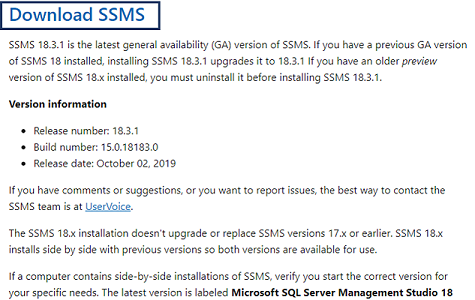 Download SSMS
SSMS 18.3.1 is the latest general availability (GA) version of SSMS. If you have a previous GA version
of SSMS 18 installed, installing SSMS 18.3.1 upgrades it to 18.3.1 If you have an older preview
version of SSMS 18.x installed, you must uninstall it before installing SSMS 18.3.1.
Version information
• Release number: 18.3.1
• Build number: 15.0.18183.0
• Release date: October 02, 2019
If you have comments or suggestions, or you want to report issues, the best way to contact the
SSMS team is at UserVoice.
The SSMS 18.x installation doesn't upgrade or replace SSMS versions 17.x or earlier. SSMS 18.x
installs side by side with previous versions so both versions are available for use.
If a computer contains side-by-side installations of SSMS, verify you start the correct version for
your specific needs. The latest version is labeled Microsoft SQL Server Management Studio 18